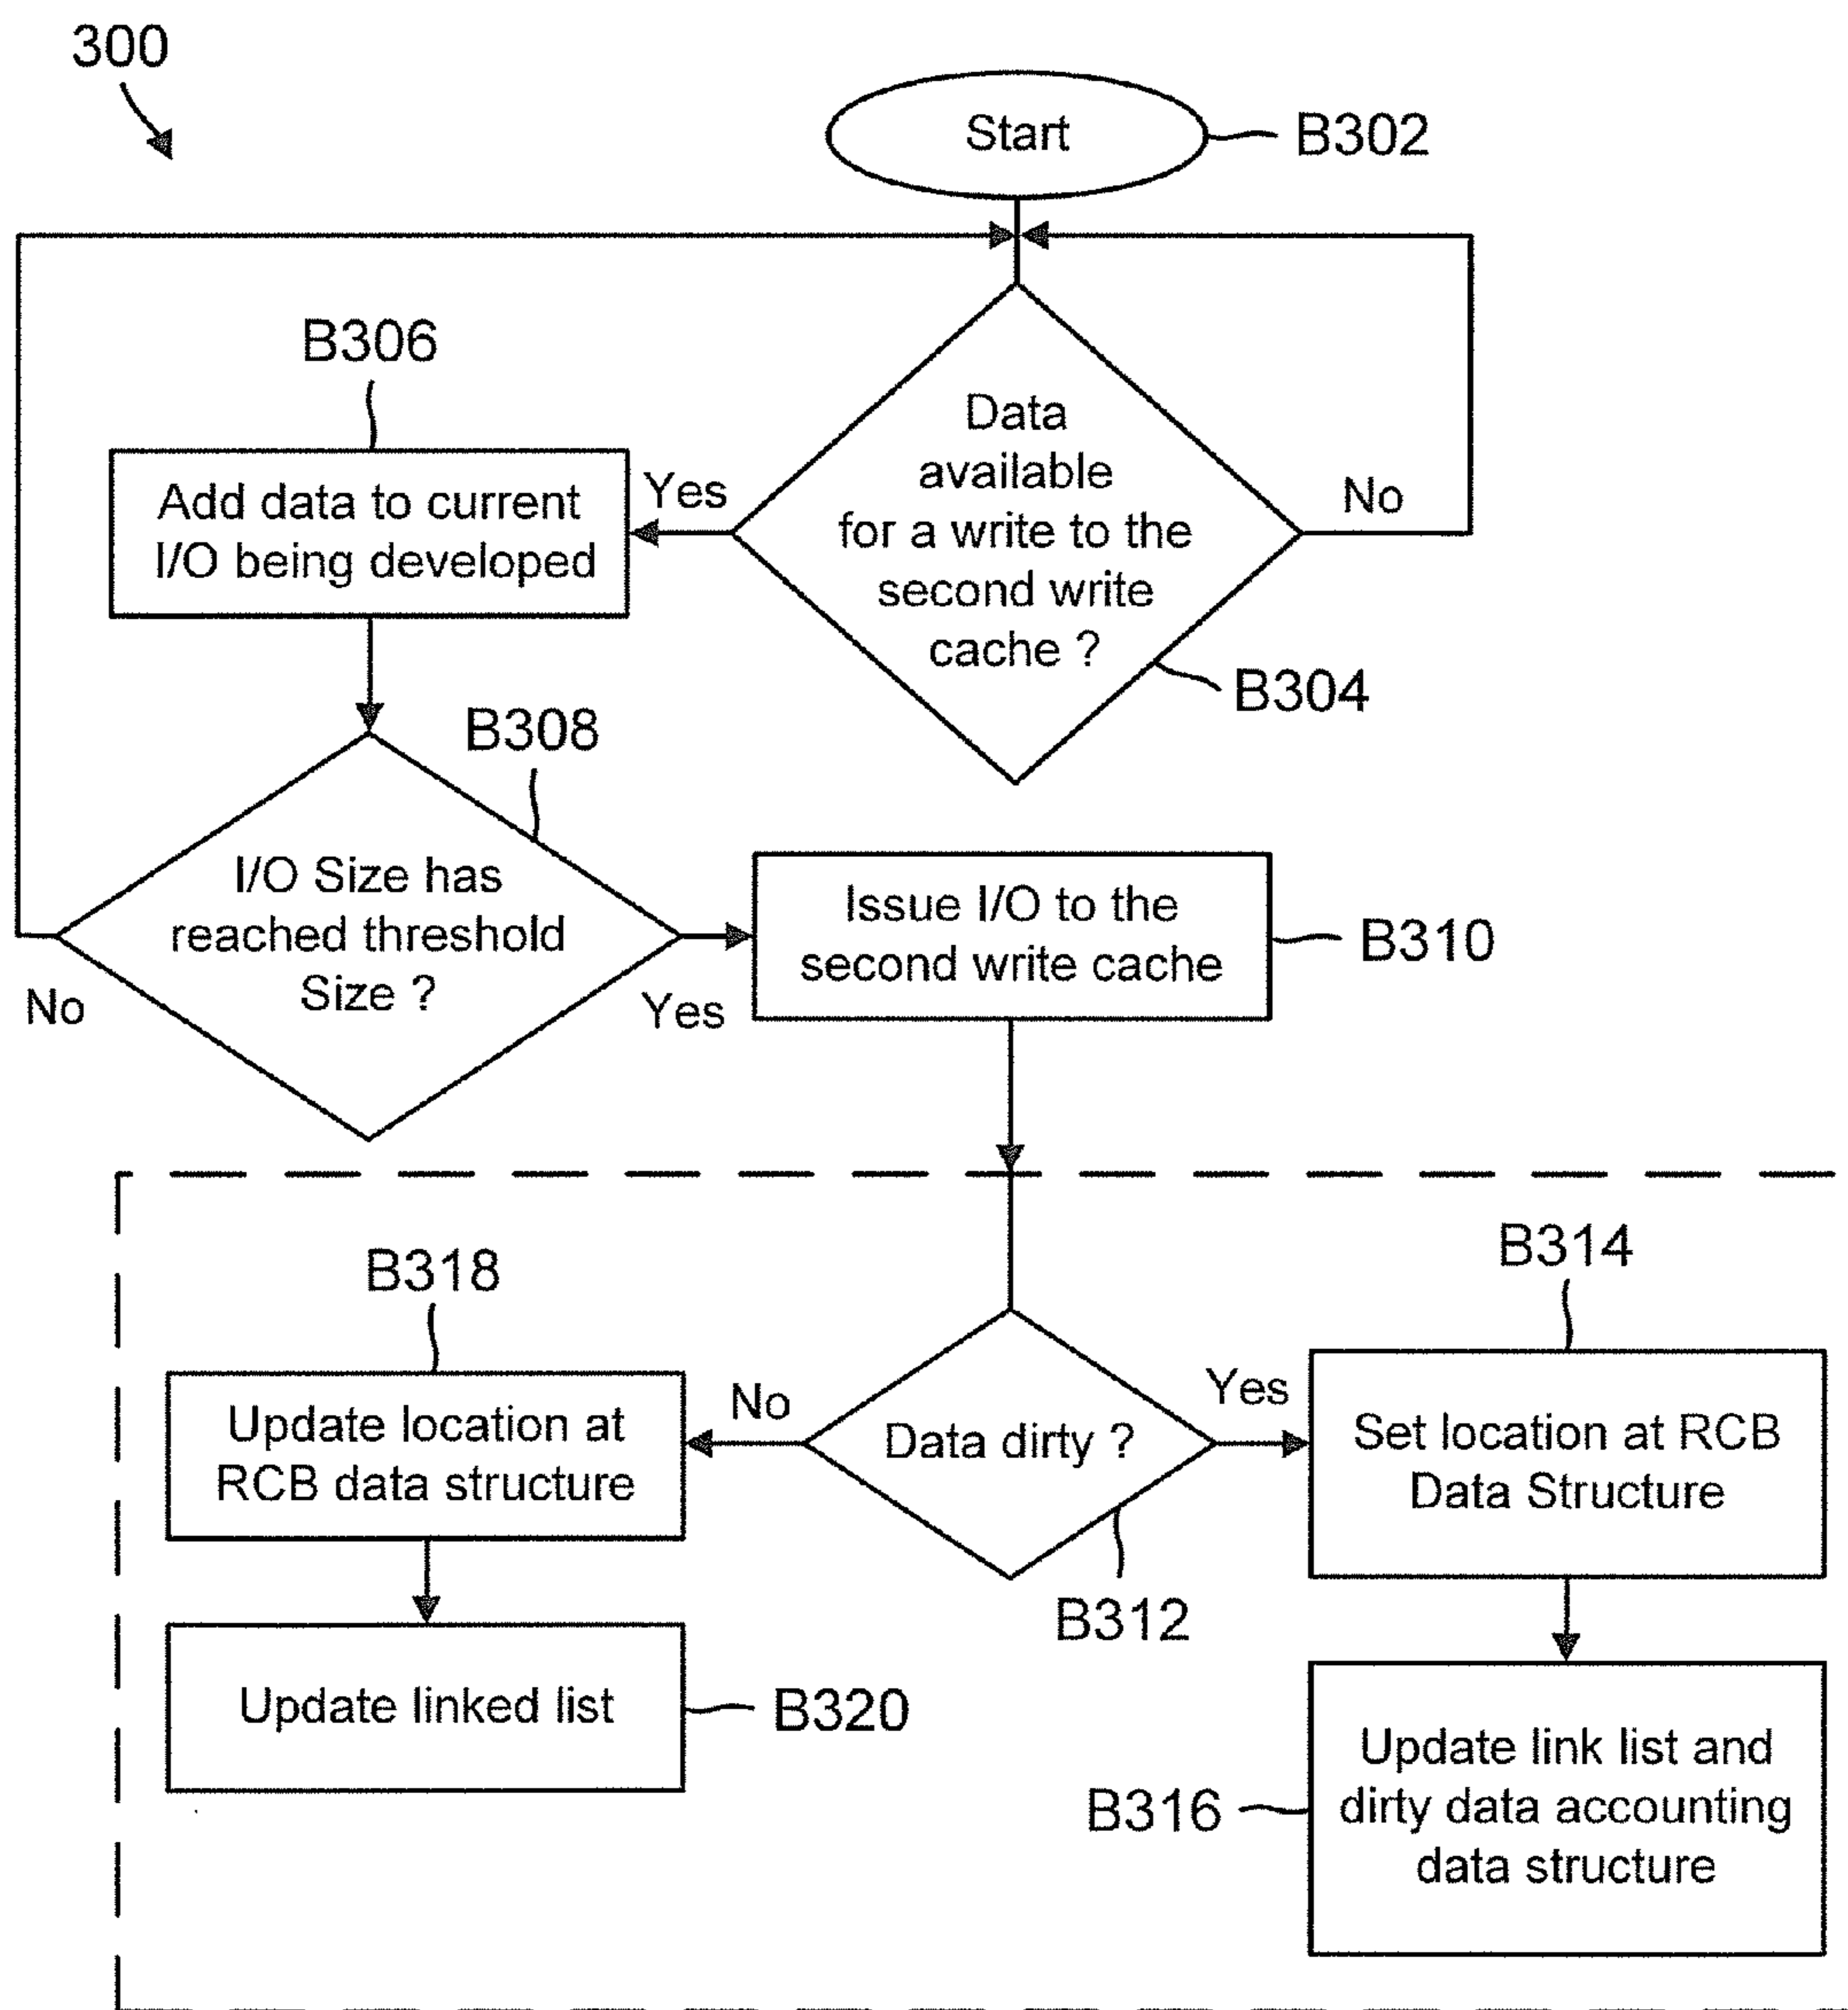 300
Start
B302
B306
Data
available
for a write to the
second write
cache ?
Yes
No
Add data to current
I/O being developed
B304
B308
I/O Size has
reached threshold
Size ?
No
Yes
Issue I/O to the
second write cache
B310
B318
B314
Update location at
RCB data structure
No
Data dirty ?
Yes
Set location at RCB
Data Structure
B312
Update linked list
B320
B316
Update link list and
dirty data accounting
data structure